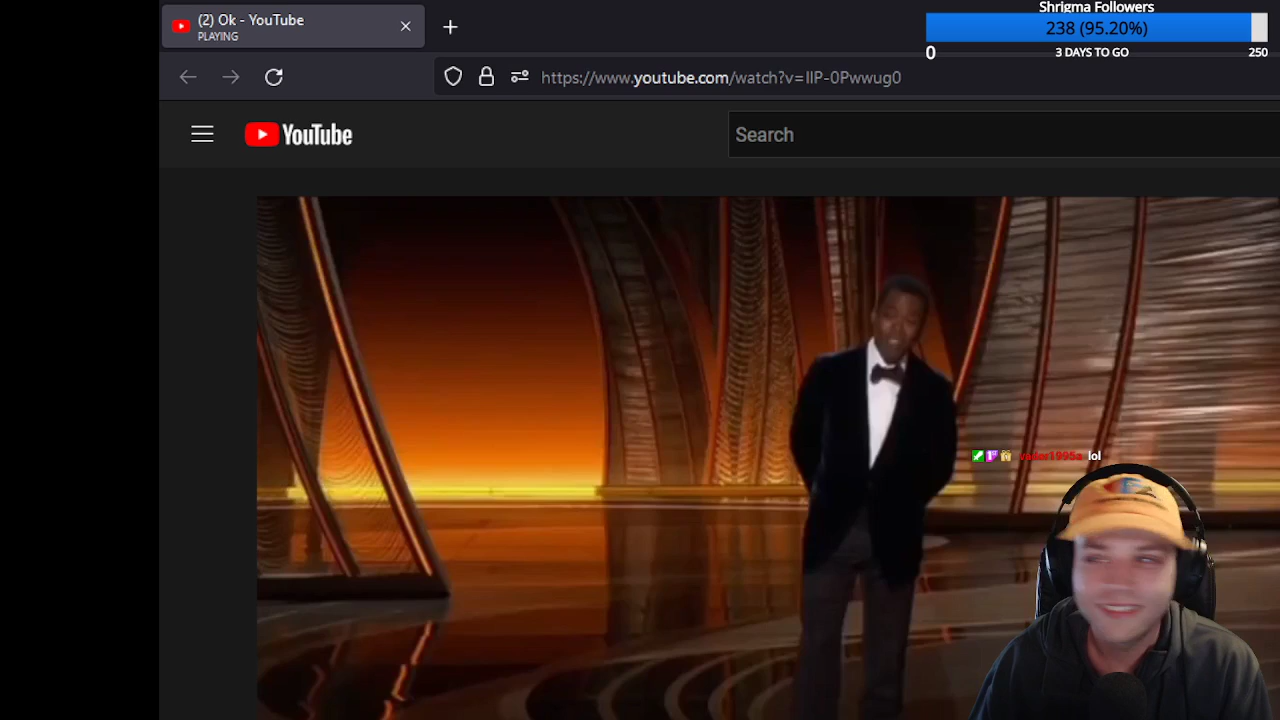 (2) Ok - YouTube
PLAYING
Shrigma Followers
238 (95.20%)
0
3 DAYS TO GO
250
https://www.youtube.com/watch?v=IIP-0Pwwug0
YouTube
Search
lol